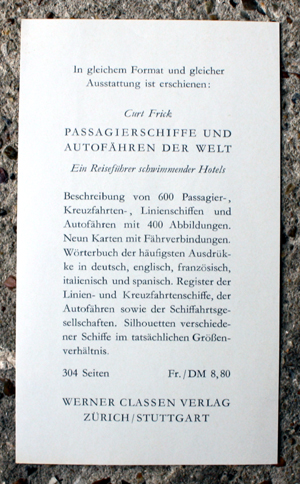 In gleichem Format und gleicher
Ausstattung ist erschienen:
Curt Frick
PASSAGIERSCHIFFE UND
AUTOFÄHREN DER WELT
Ein Reiseführer schwimmender Hotels
Beschreibung von 600 Passagier-,
Kreuzfahrten-, Linienschiffen und
Autofähren mit 400 Abbildungen.
Neun Karten mit Fährverbindungen.
Wörterbuch der häufigsten Ausdrük-
ke in deutsch, englisch, französisch,
italienisch und spanisch. Register der
Linien- und Kreuzfahrtenschiffe, der
Autofähren sowie der Schiffahrtsge-
sellschaften. Silhouetten verschiede-
ner Schiffe im tatsächlichen Größen-
verhältnis.
304 Seiten Fr./DM 8,80
WERNER CLASSEN VERLAG
ZÜRICH/STUTTGART